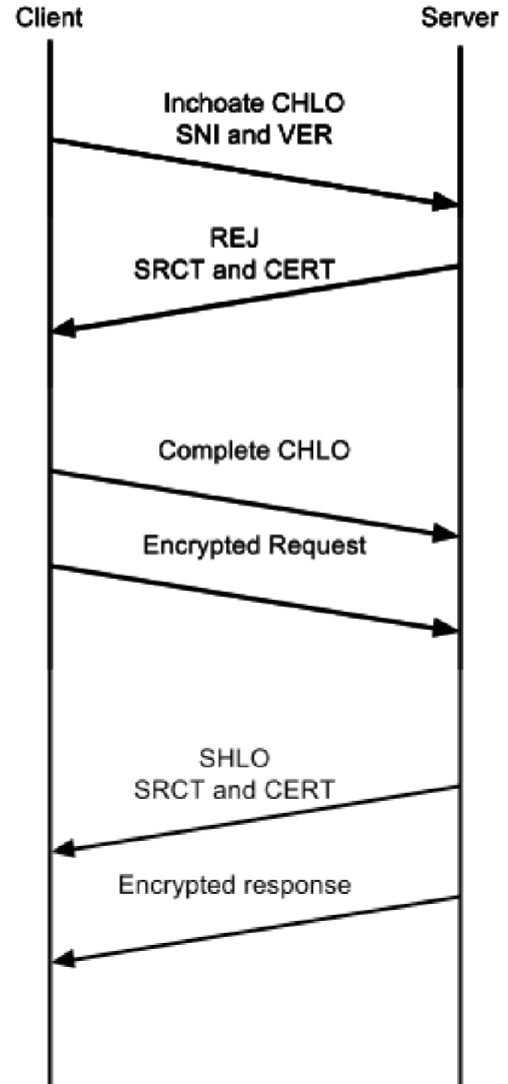 Client
Server
Inchoate CHLO
SNI and VER
REJ
SRCT and CERT
Complete CHLO
Encrypted Request
SHLO
SRCT and CERT
Encrypted response